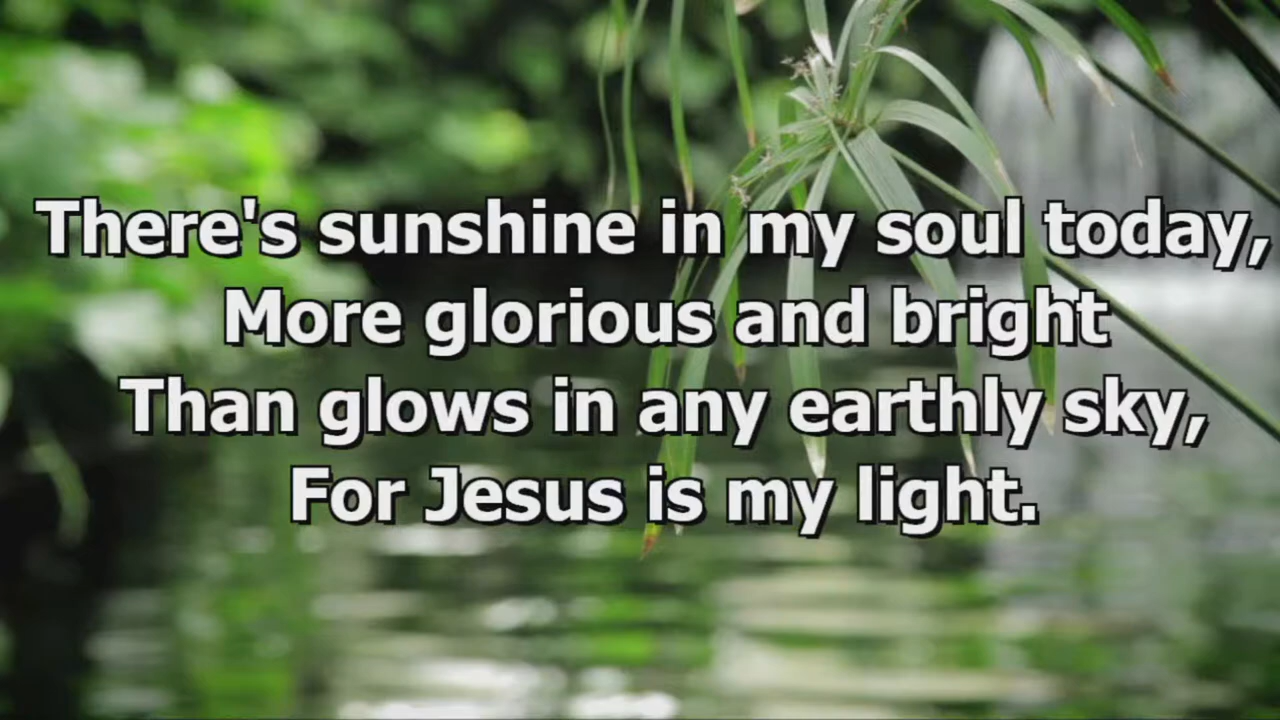 There's sunshine in my soul today,
More glorious and bright
Than glows in any earthly sky,
For Jesus is my light.